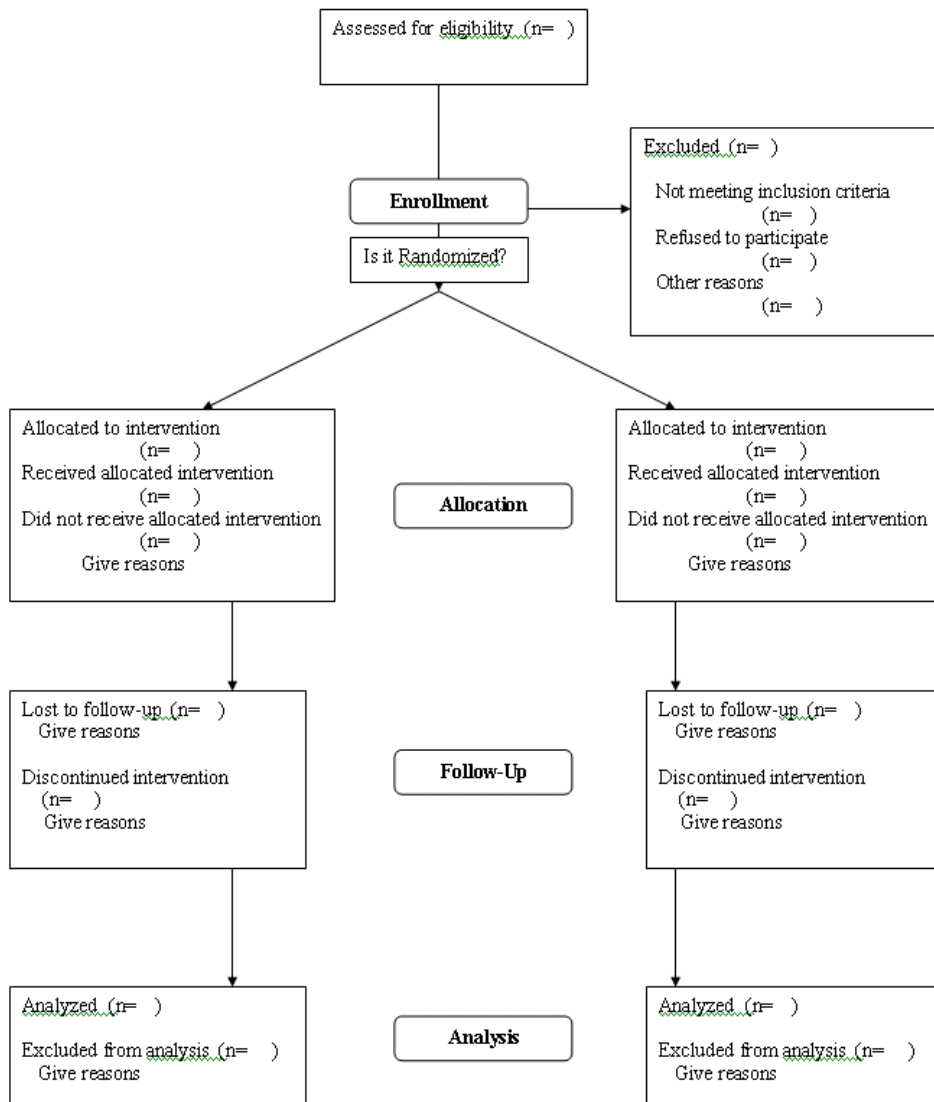 Assessed for eligibility (n=  )
Enrollment
Excluded (n=  )
Not meeting inclusion criteria
(n=  )
Refused to participate
(n=  )
Other reasons
(n=  )
Is it Randomized?
Allocated to intervention
(n=  )
Received allocated intervention
(n=  )
Did not receive allocated intervention
(n=  )
Give reasons
Allocation
Allocated to intervention
(n=  )
Received allocated intervention
(n=  )
Did not receive allocated intervention
(n=  )
Give reasons
Lost to follow-up (n=  )
Give reasons
Discontinued intervention
(n=  )
Give reasons
Follow-Up
Lost to follow-up (n=  )
Give reasons
Discontinued intervention
(n=  )
Give reasons
Analyzed (n=  )
Excluded from analysis (n=  )
Give reasons
Analysis
Analyzed (n=  )
Excluded from analysis (n=  )
Give reasons